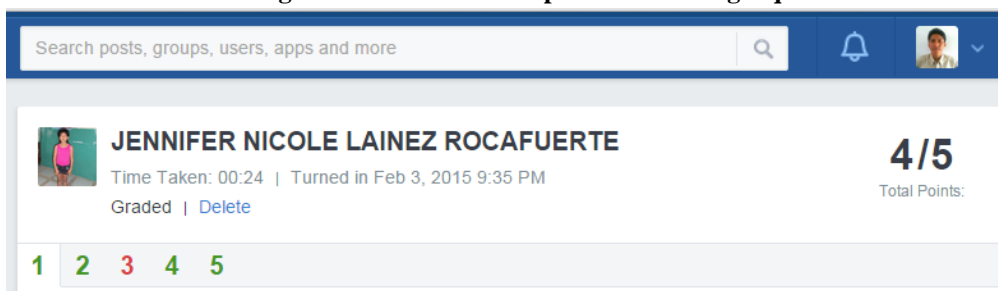 Search posts, groups, users, apps and more
JENNIFER NICOLE LAINEZ ROCAFUERTE
Time Taken: 00:24 | Turned in Feb 3, 2015 9:35 PM
Graded | Delete
4/5
Total Points:
1 2 3 4 5